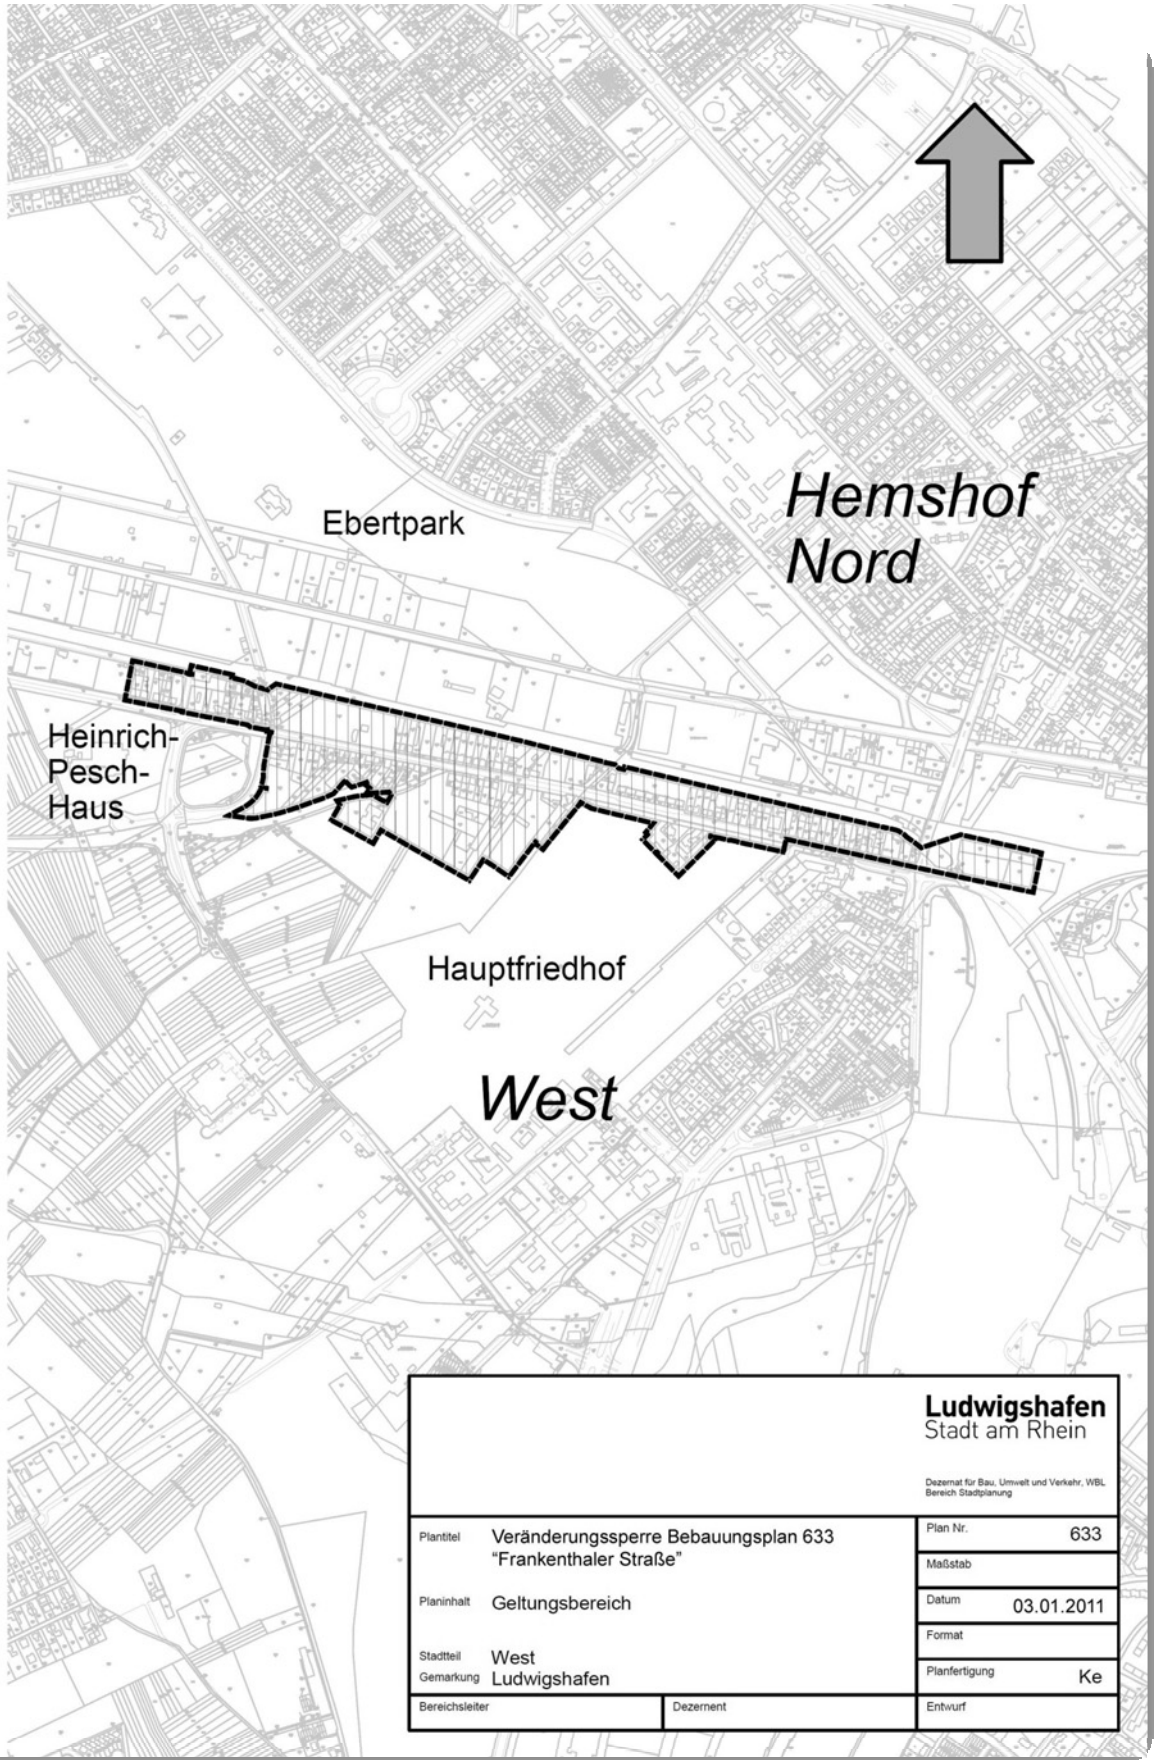 Hemshof
Nord
Ebertpark
Heinrich-
Pesch-
Haus
Hauptfriedhof
West
Ludwigshafen
Stadt am Rhein
Dezernat für Bau, Umwelt und Verkehr, WBL
Bereich Stadtplanung
Plantitel Veränderungssperre Bebauungsplan 633
"Frankenthaler Straße"
Planinhalt Geltungsbereich
Stadtteil West
Gemarkung Ludwigshafen
Bereichsleiter
Dezernent
Plan Nr. 633
Maßstab
Datum 03.01.2011
Format
Planfertigung Ke
Entwurf